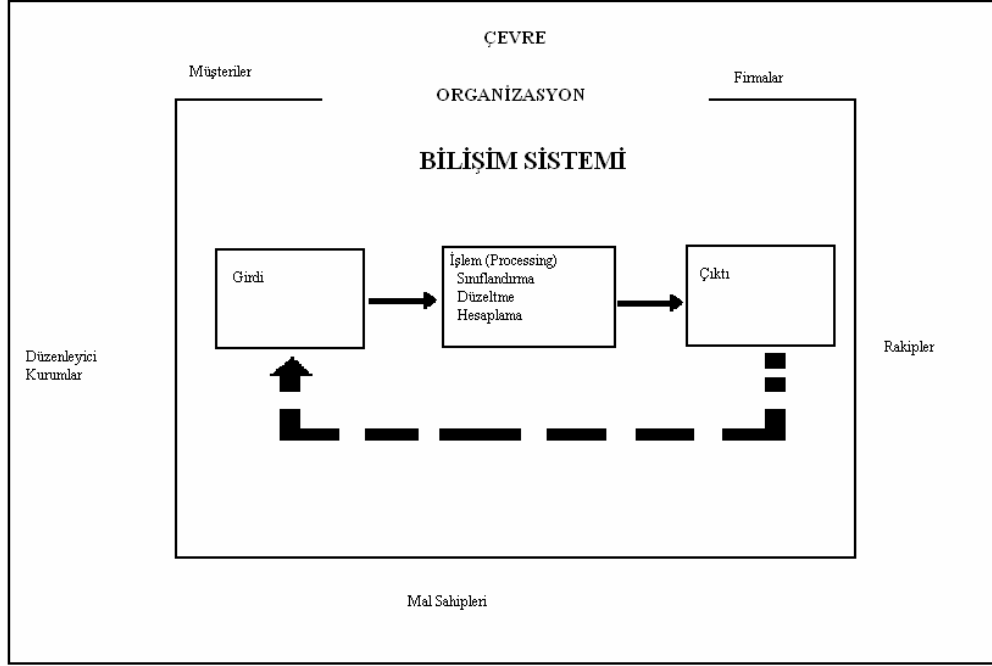 ÇEVRE
Müşteriler
Firmalar
ORGANİZASYON
BİLİŞİM SİSTEMİ
Girdi
İşlem (Processing)
Sınıflandırma
Düzeltme
Hesaplama
Çıktı
Düzenleyici
Kurumlar
Rakipler
Mal Sahipleri